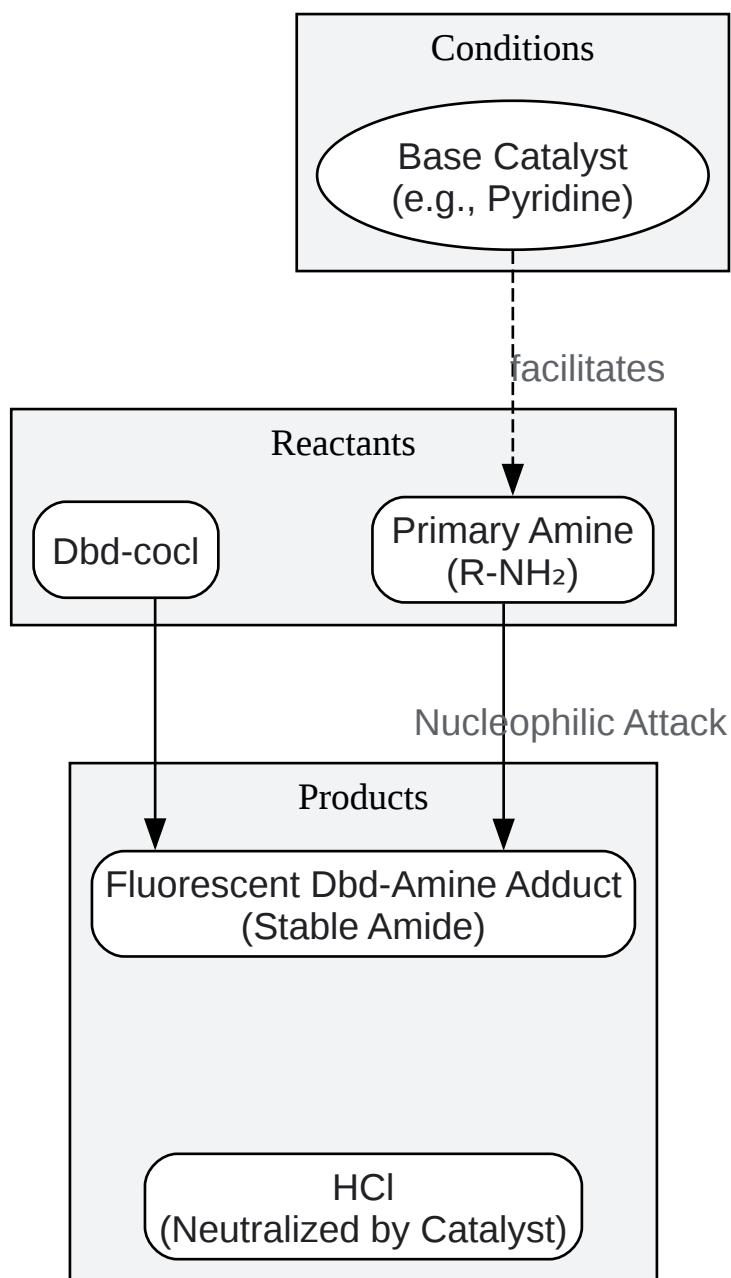 Conditions
Base Catalyst
(e.g., Pyridine)
facilitates
Reactants
Dbd-cocl
Primary Amine
(R-NH₂)
Nucleophilic Attack
Products
Fluorescent Dbd-Amine Adduct
(Stable Amide)
HCl
(Neutralized by Catalyst)